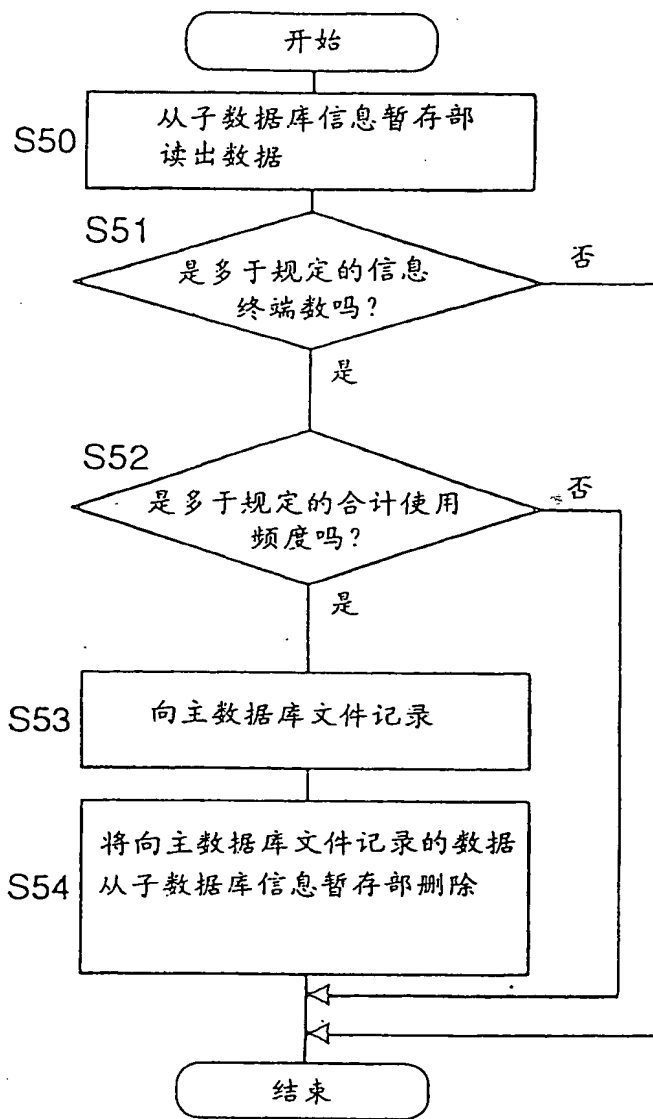 开始
S50
从子数据库信息暂存部
读出数据
S51
是多于规定的信息
终端数吗?
否
是
S52
是多于规定的合计使用
频度吗?
否
是
S53
向主数据库文件记录
S54
将向主数据库文件记录的数据
从子数据库信息暂存部删除
结束